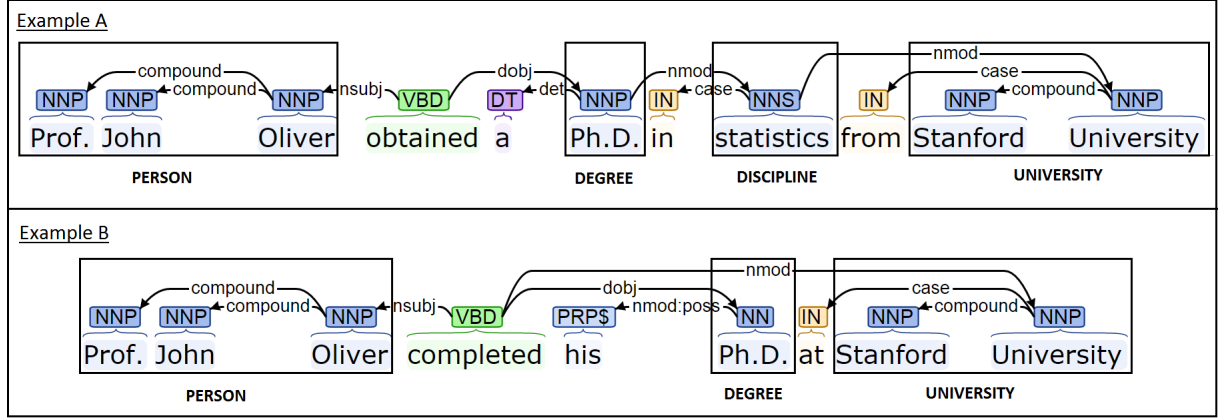 Example A
nmod
compound dobj nmod case
compound nsubj det case compound
NNP NNP NNP VBD DT NNP IN NNS IN NNP NNP
Prof. John Oliver obtained a Ph.D. in statistics from Stanford University
PERSON DEGREE DISCIPLINE UNIVERSITY
Example B
nmod
compound dobj case
compound nsubj nmod:poss compound
NNP NNP NNP VBD PRP$ NN IN NNP NNP
Prof. John Oliver completed his Ph.D. at Stanford University
PERSON DEGREE UNIVERSITY